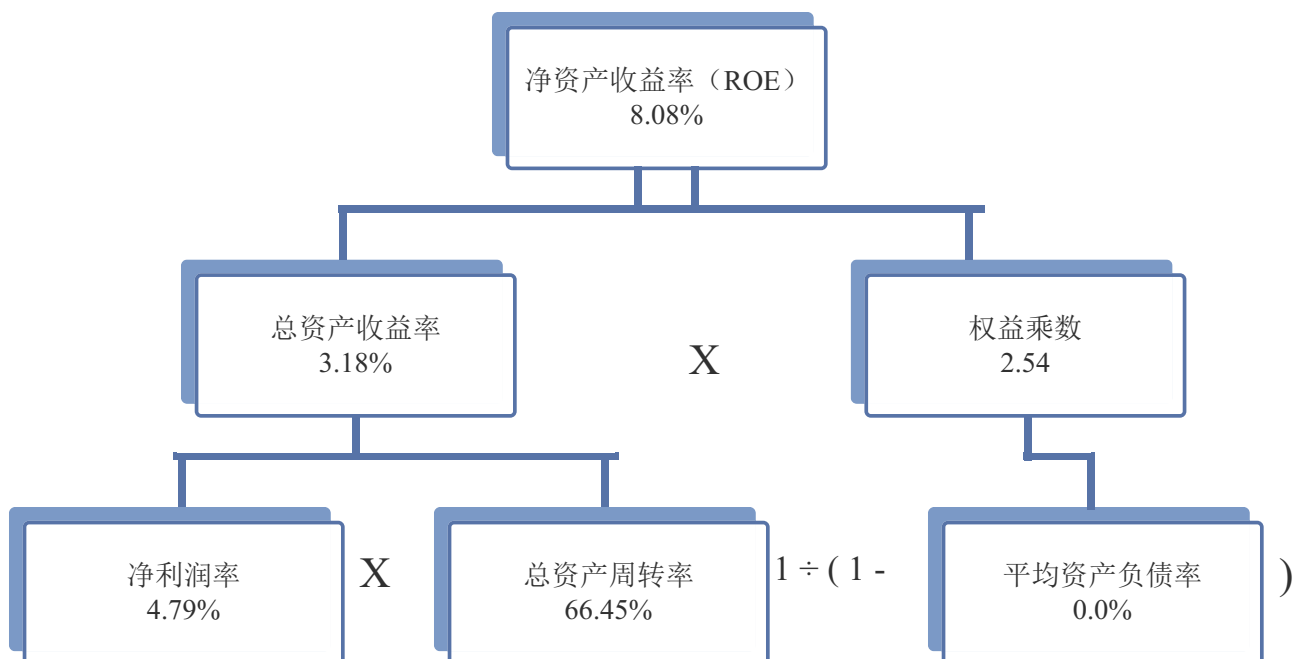 净资产收益率（ROE）
8.08%
总资产收益率
3.18%
X
权益乘数
2.54
净利润率
4.79%
X
总资产周转率
66.45%
1 ÷ ( 1 -
平均资产负债率
0.0%
)